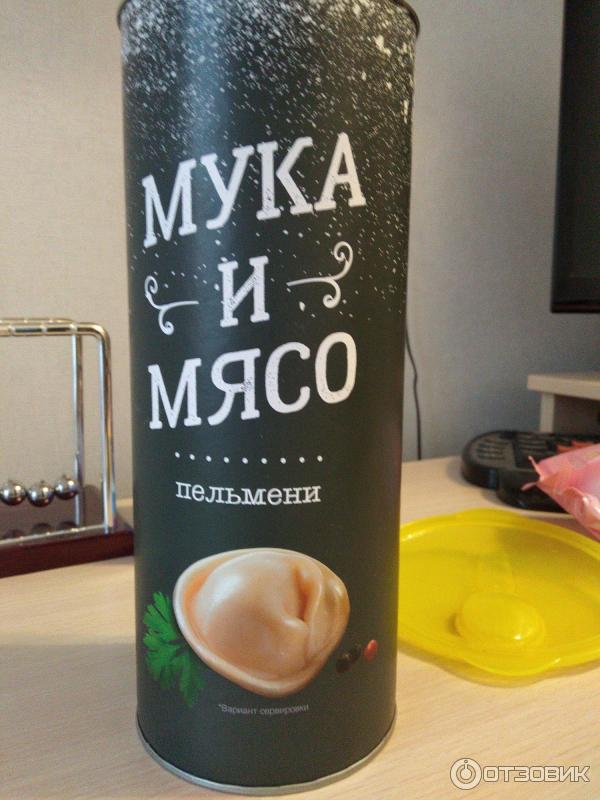 МУКА
И
МЯСО
пельмени
*Вариант сервировки
ОТЗОВИК